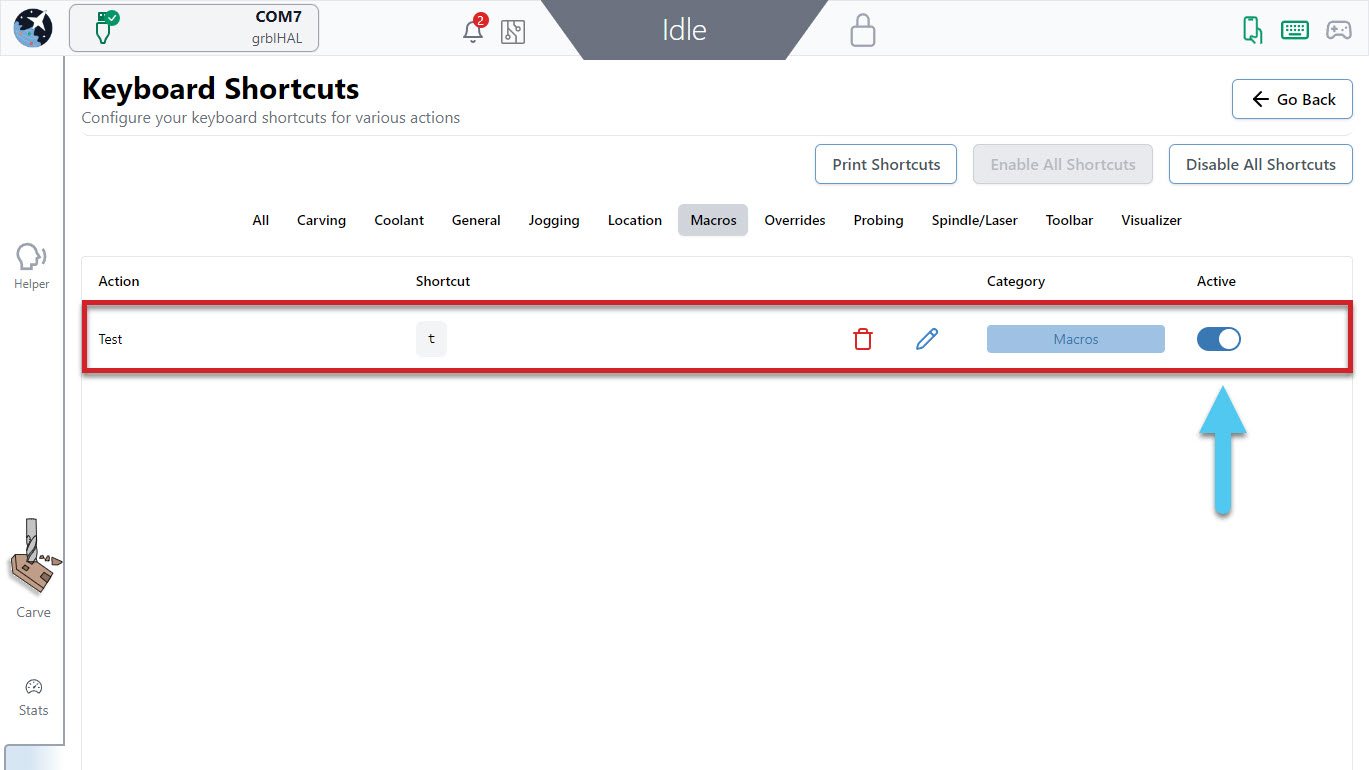 COM7
grblHAL
2
Idle
Keyboard Shortcuts
Configure your keyboard shortcuts for various actions
Go Back
Print Shortcuts Enable All Shortcuts Disable All Shortcuts
All Carving Coolant General Jogging Location Macros Overrides Probing Spindle/Laser Toolbar Visualizer
Action Shortcut Category Active
Test t Macros
Helper
Carve
Stats